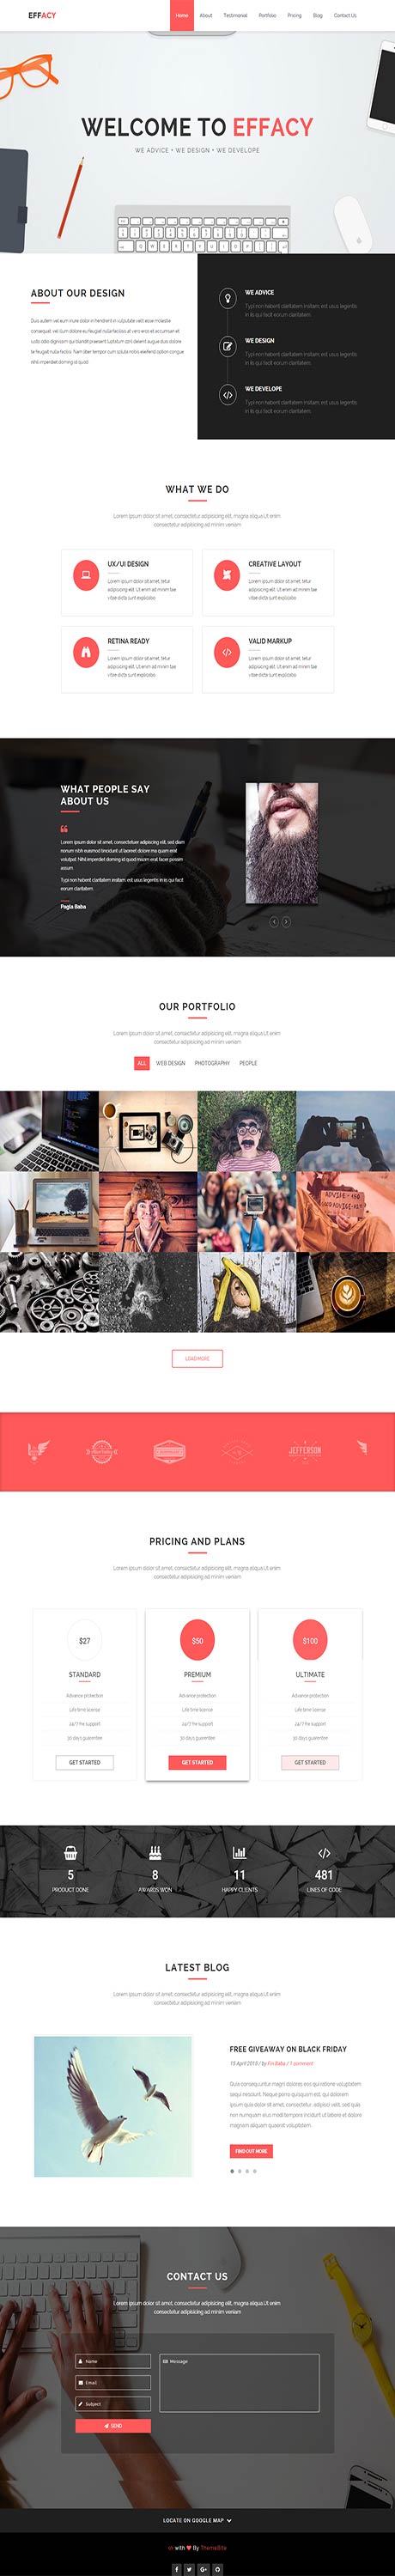 EFFACY
Home About Testimonial Portfolio Pricing Blog Contact Us
WELCOME TO EFFACY
WE ADVICE • WE DESIGN • WE DEVELOPE
ABOUT OUR DESIGN
Duis autem vel eum iriure dolor in hendrerit in vulputate velit esse molestie
consequat, vel illum dolore eu feugiat nulla facilisis at vero eros et accumsan et
iusto odio dignissim qui blandit praesent luptatum zzril delenit augue duis dolore
te feugait nulla facilisi. Nam liber tempor cum soluta nobis eleifend option congue
nihil imperdiet doming id quod
WE ADVICE
Typi non habent claritatem insitam; est usus legentis
in iis qui facit eorum claritatem.
WE DESIGN
Typi non habent claritatem insitam; est usus legentis
in iis qui facit eorum claritatem.
WE DEVELOPE
Typi non habent claritatem insitam; est usus legentis
in iis qui facit eorum claritatem.
WHAT WE DO
Lorem ipsum dolor sit amet, consectetur adipisicing elit, magna aliqua.Ut enim
consectetur adipisicing ad minim veniam
UX/UI DESIGN
Lorem ipsum dolor sit amet, tetur
adipisicing elit. Ut enim ad minim tae
vitae dicta sunt explicabo
CREATIVE LAYOUT
Lorem ipsum dolor sit amet, tetur
adipisicing elit. Ut enim ad minim tae
vitae dicta sunt explicabo
RETINA READY
Lorem ipsum dolor sit amet, tetur
adipisicing elit. Ut enim ad minim tae
vitae dicta sunt explicabo
VALID MARKUP
Lorem ipsum dolor sit amet, tetur
adipisicing elit. Ut enim ad minim tae
vitae dicta sunt explicabo
WHAT PEOPLE SAY
ABOUT US
Lorem ipsum dolor sit amet, consectetuer adipiscing elit, sed diam
nonum nibh euismod tincidunt ut laoreet dolore ma quam erat
volutpat. Nihil imperdiet doming id quod mazim erat facer possim
assum.
Typi non habent claritatem insitam; est usus legentis in iis qui facit
eorum claritatem.
Pagla Baba
OUR PORTFOLIO
Lorem ipsum dolor sit amet, consectetur adipisicing elit, magna aliqua.Ut enim
consectetur adipisicing ad minim veniam
ALL WEB DESIGN PHOTOGRAPHY PEOPLE
LOAD MORE
JEFFERSON
PRICING AND PLANS
Lorem ipsum dolor sit amet, consectetur adipisicing elit, magna aliqua.Ut enim
consectetur adipisicing ad minim veniam
$27 $50 $100
STANDARD PREMIUM ULTIMATE
Advance protection Advance protection Advance protection
Life time license Life time license Life time license
24/7 fre support 24/7 fre support 24/7 fre support
30 days guarenttee 30 days guarenttee 30 days guarenttee
GET STARTED GET STARTED GET STARTED
5 8 11 481
PRODUCT DONE AWARDS WON HAPPY CLIENTS LINES OF CODE
LATEST BLOG
Lorem ipsum dolor sit amet, consectetur adipisicing elit, magna aliqua.Ut enim
consectetur adipisicing ad minim veniam
FREE GIVEAWAY ON BLACK FRIDAY
15 April 2015 / by Fin Baba / 1 comment
Quia consequuntur magni dolores eos qui ratione voluptatem
sequi nesciunt. Neque porro quisquam est, qui dolorem
ipsum quia dolor sit amet, consectetur, adipisci velit, sed quia
non numquam eius modi tempora incidunt ut labore et dolore
magnam aliquam quaerat voluptatem.
FIND OUT MORE
CONTACT US
Lorem ipsum dolor sit amet, consectetur adipisicing elit, magna aliqua.Ut enim
consectetur adipisicing ad minim veniam
Name
Message
Email
Subject
SEND
LOCATE ON GOOGLE MAP
with By ThemeSite